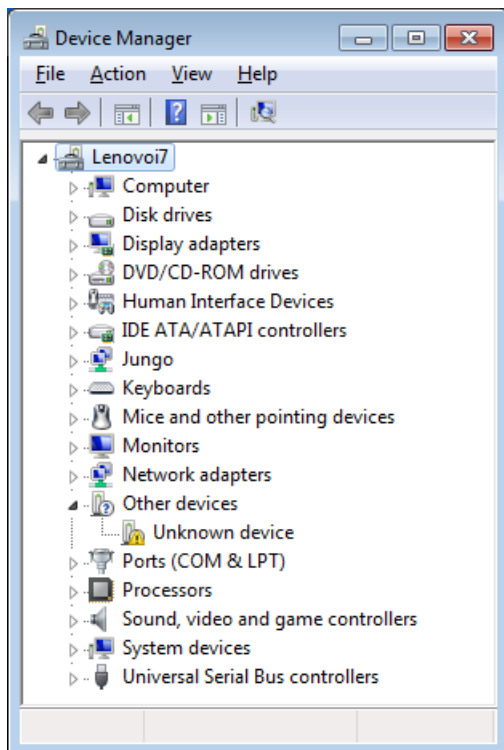 Device Manager
File Action View Help
Lenovoi7
Computer
Disk drives
Display adapters
DVD/CD-ROM drives
Human Interface Devices
IDE ATA/ATAPI controllers
Jungo
Keyboards
Mice and other pointing devices
Monitors
Network adapters
Other devices
Unknown device
Ports (COM & LPT)
Processors
Sound, video and game controllers
System devices
Universal Serial Bus controllers